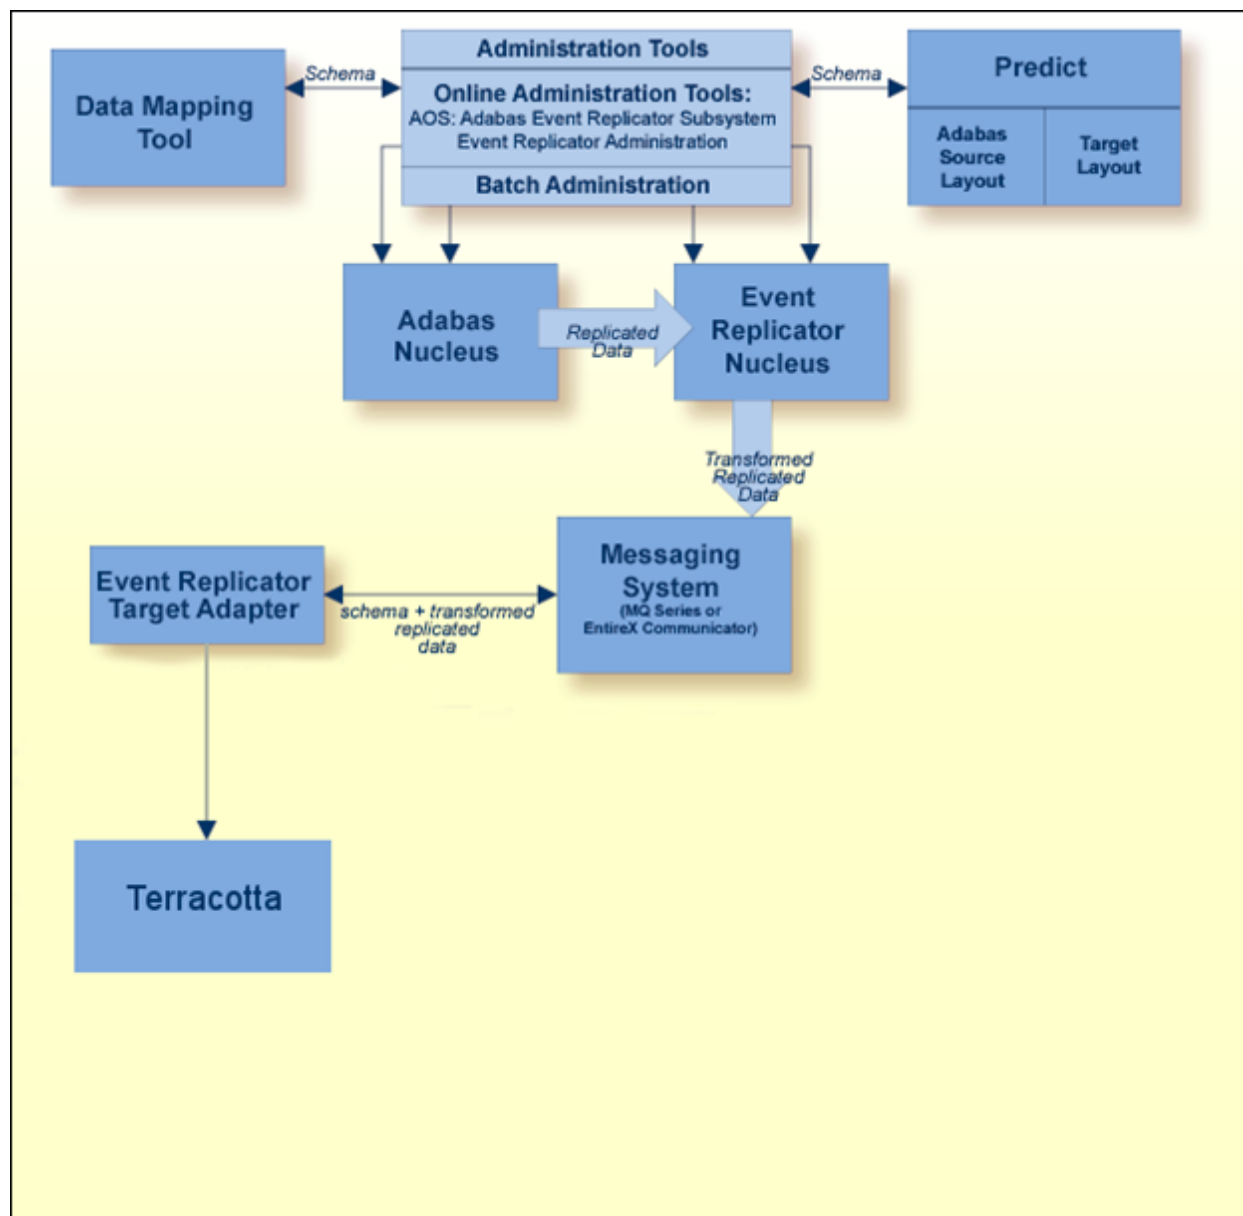 Administration Tools
Schema
Schema
Predict
Data Mapping
Tool
Online Administration Tools:
AOS: Adabas Event Replicator Subsystem
Event Replicator Administration
Adabas
Source
Layout
Target
Layout
Batch Administration
Adabas
Nucleus
Replicated
Data
Event
Replicator
Nucleus
Transformed
Replicated
Data
Messaging
System
(MQ Series or
EntireX Communicator)
Event Replicator
Target Adapter
schema + transformed
replicated
data
Terracotta